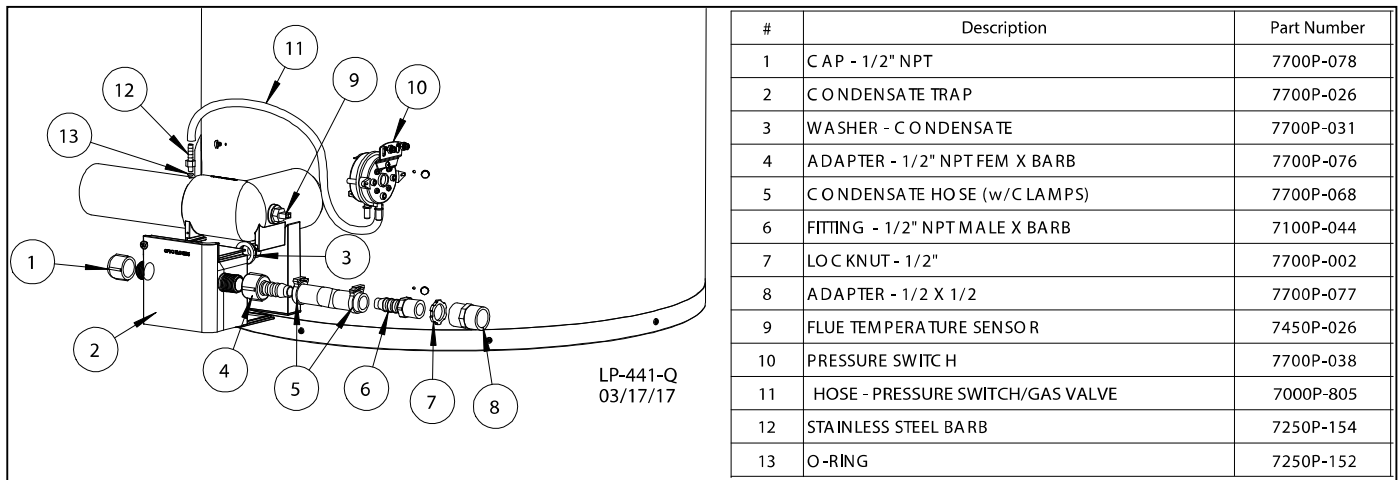 11
12
9
10
13
1
3
2
4
5
6
7
8
LP-441-Q
03/17/17
# Description Part Number
1 CAP - 1/2" NPT 7700P-078
2 CONDENSATE TRAP 7700P-026
3 WASHER - CONDENSATE 7700P-031
4 ADAPTER - 1/2" NPT FEM X BARB 7700P-076
5 CONDENSATE HOSE (w/CLAMPS) 7700P-068
6 FITTING - 1/2" NPT MALE X BARB 7100P-044
7 LOCKNUT - 1/2" 7700P-002
8 ADAPTER - 1/2 X 1/2 7700P-077
9 FLUE TEMPERATURE SENSOR 7450P-026
10 PRESSURE SWITCH 7700P-038
11 HOSE - PRESSURE SWITCH/GAS VALVE 7000P-805
12 STAINLESS STEEL BARB 7250P-154
13 O-RING 7250P-152